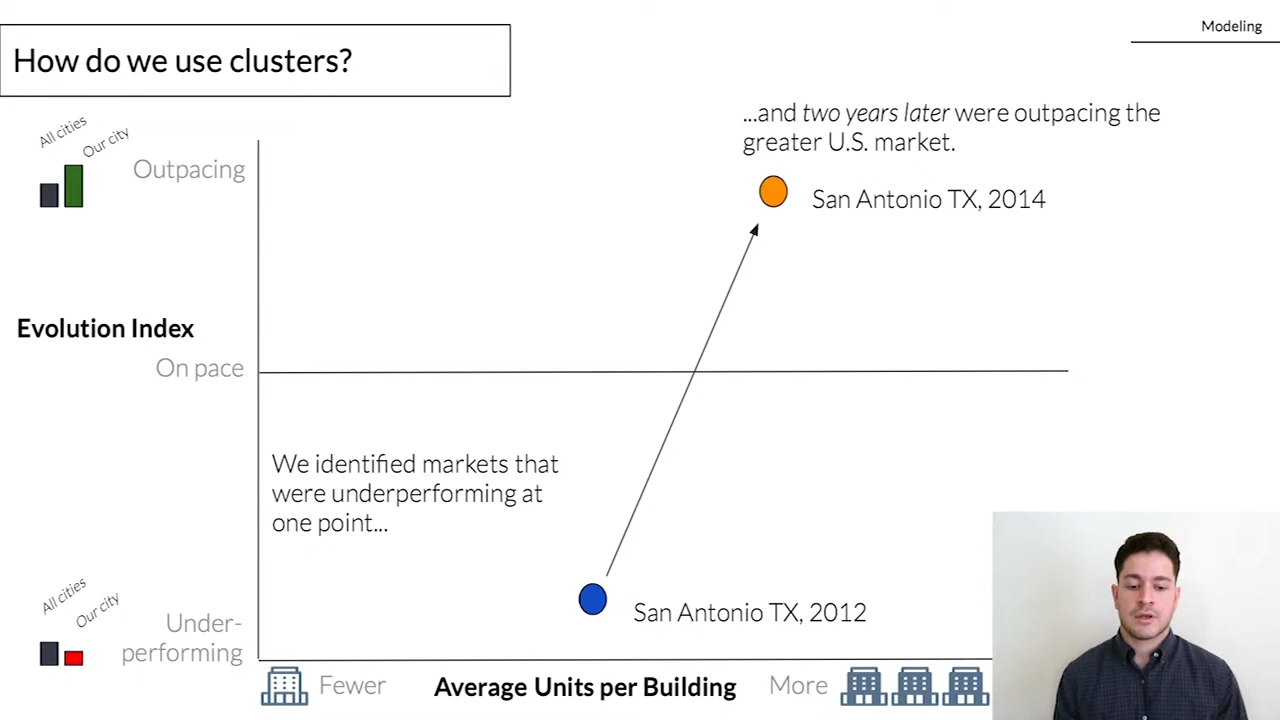 Modeling
How do we use clusters?
...and two years later were outpacing the
greater U.S. market.
All cities
Our city
Outpacing
San Antonio TX, 2014
Evolution Index
On pace
We identified markets that
were underperforming at
one point...
All cities
Our city
Under-
performing
San Antonio TX, 2012
Fewer
Average Units per Building
More